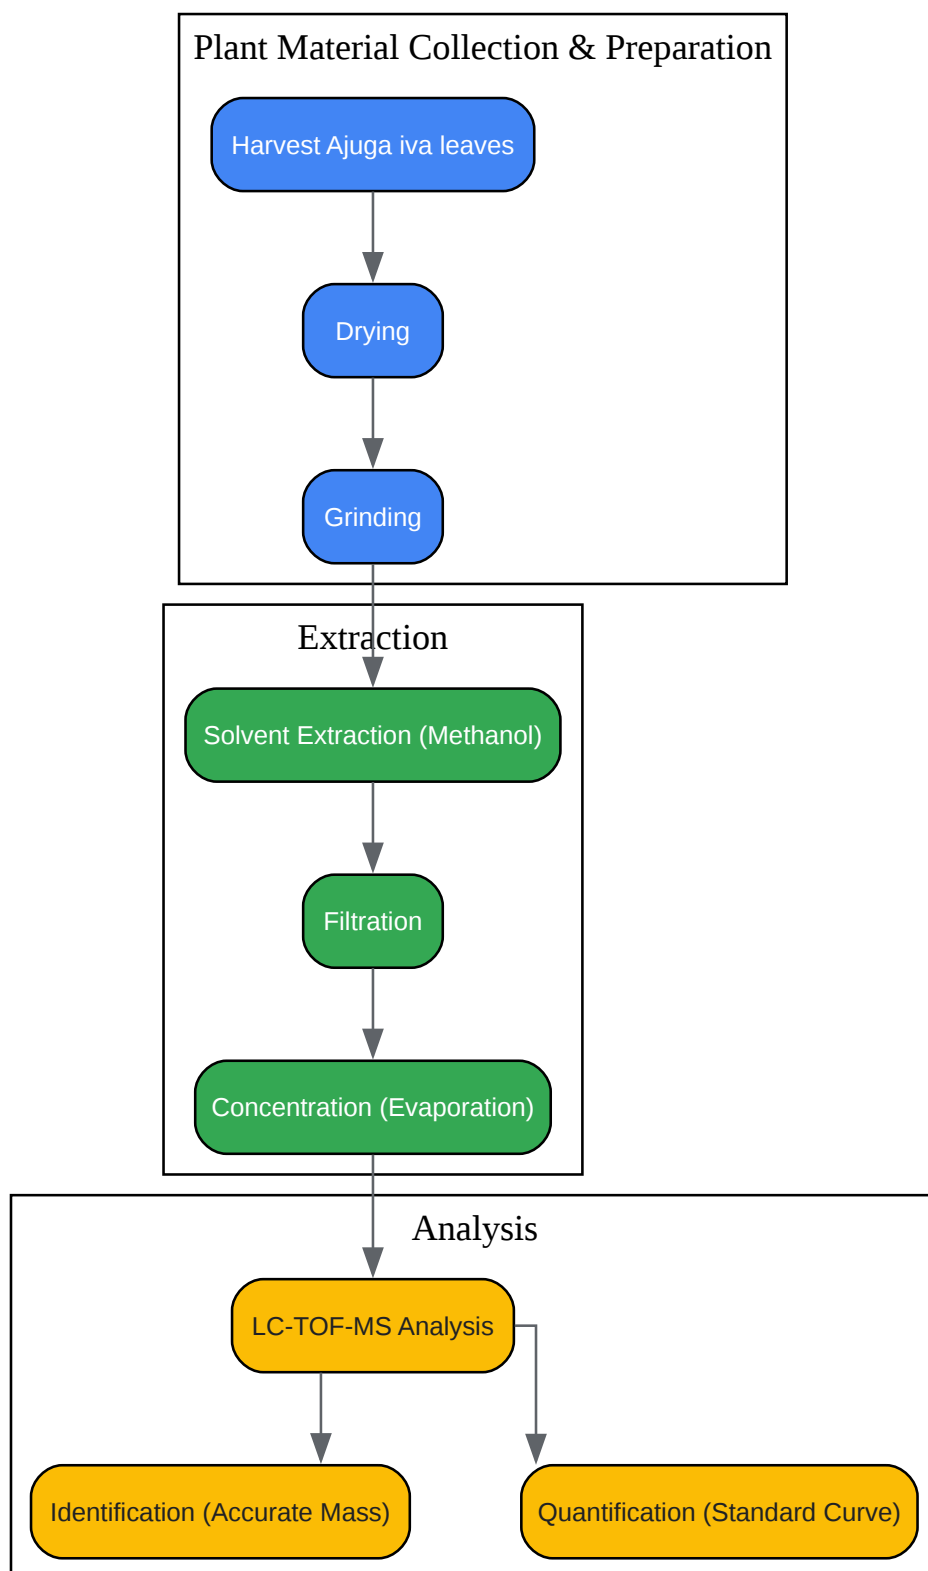 Plant Material Collection & Preparation
Harvest Ajuga iva leaves
Drying
Grinding
Extraction
Solvent Extraction (Methanol)
Filtration
Concentration (Evaporation)
Analysis
LC-TOF-MS Analysis
Identification (Accurate Mass)
Quantification (Standard Curve)